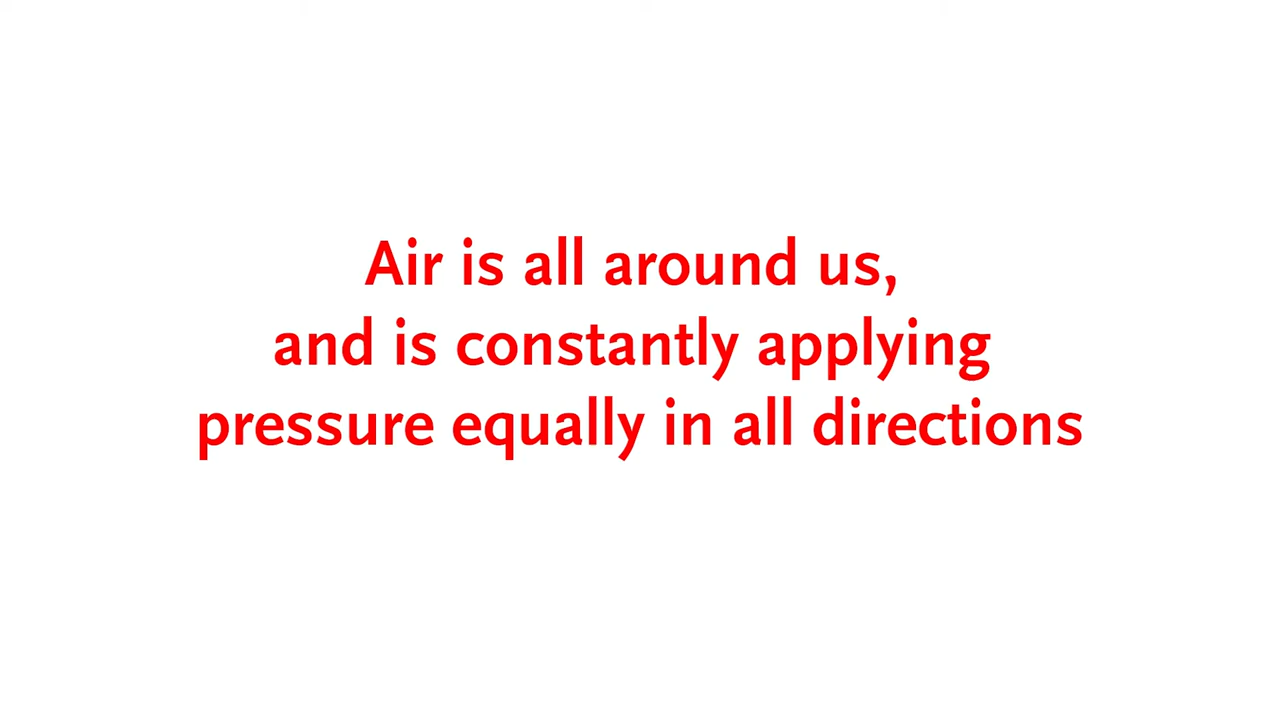 Air is all around us,
and is constantly applying
pressure equally in all directions